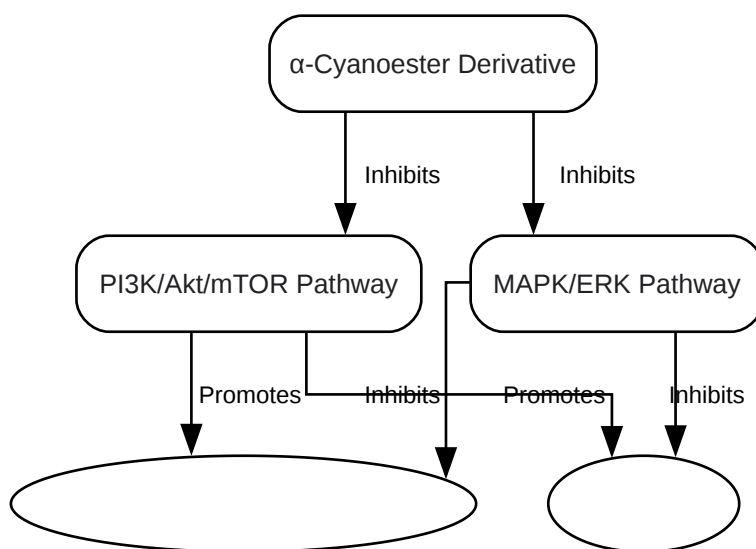 α-Cyanoester Derivative
Inhibits
Inhibits
PI3K/Akt/mTOR Pathway
MAPK/ERK Pathway
Promotes
Inhibits
Promotes
Inhibits